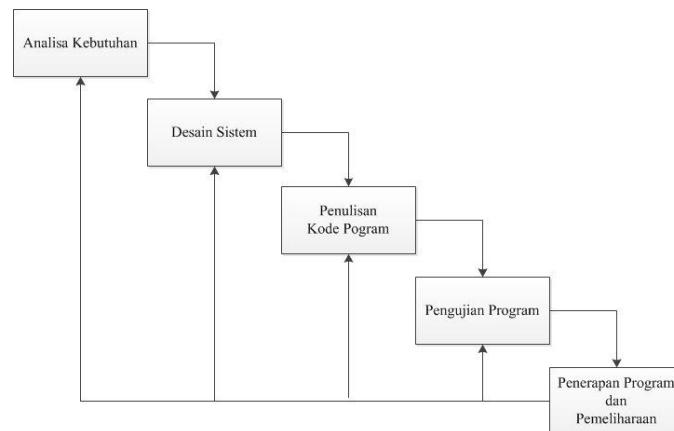 Analisa Kebutuhan
Desain Sistem
Penulisan
Kode Pogram
Pengujian Program
Penerapan Program
dan
Pemeliharaan